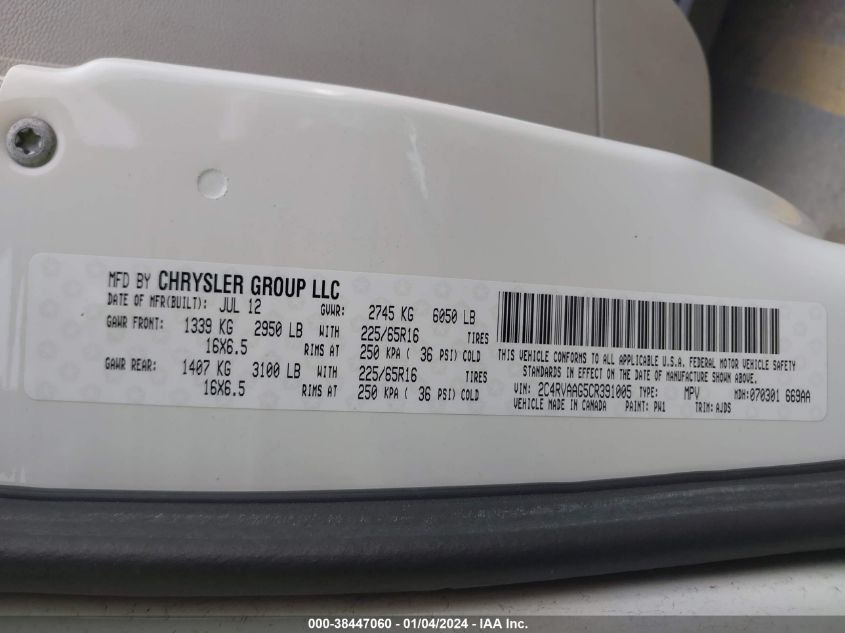 MFD BY CHRYSLER GROUP LLC
DATE OF MFR(BUILT): JUL 12 GVWR: 2745 KG 6050 LB
GAWR FRONT: 1339 KG 2950 LB WITH 225/65R16 TIRES
16X6.5 RIMS AT 250 KPA ( 36 PSI) COLD
GAWR REAR: 1407 KG 3100 LB WITH 225/65R16 TIRES
16X6.5 RIMS AT 250 KPA ( 36 PSI) COLD
THIS VEHICLE CONFORMS TO ALL APPLICABLE U.S.A. FEDERAL MOTOR VEHICLE SAFETY
STANDARDS IN EFFECT ON THE DATE OF MANUFACTURE SHOWN ABOVE.
VIN: 2C4RVAAG5CR391005 TYPE: MPV MDH:070301 669AA
VEHICLE MADE IN CANADA PAINT: PW1 TRIM: AJDS
000-38447060 - 01/04/2024 - IAA Inc.